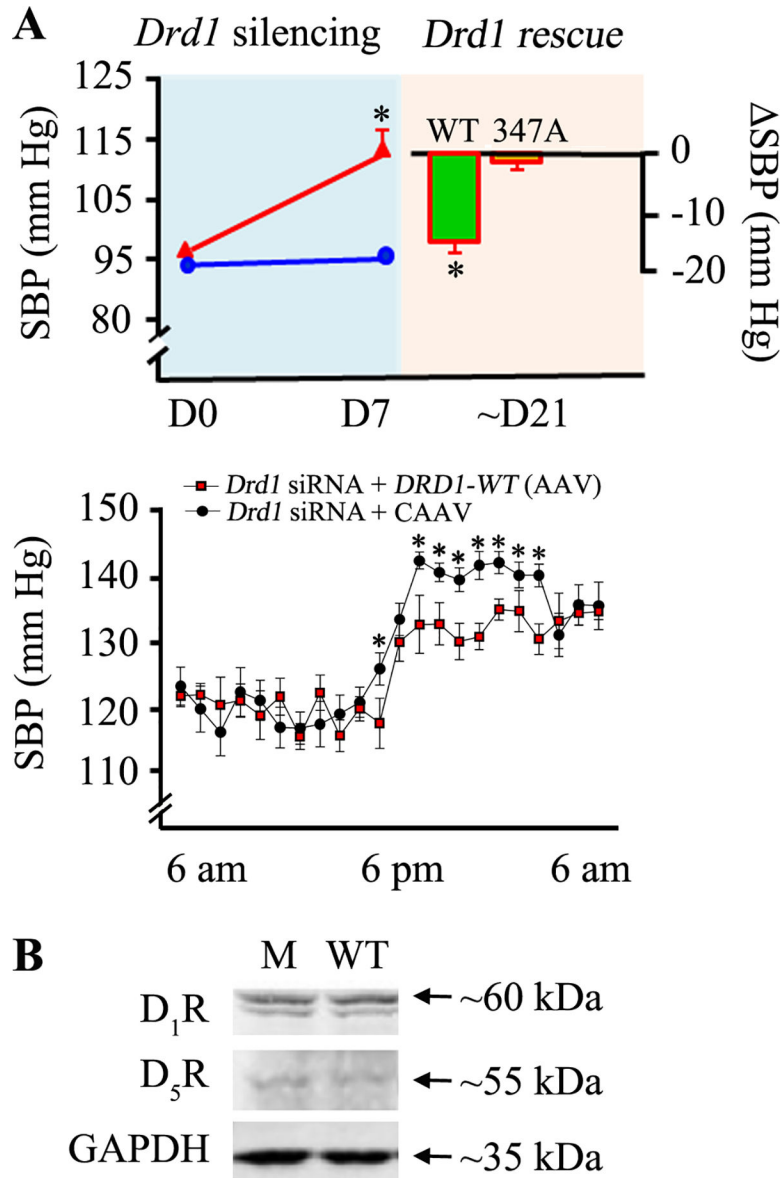 A
Drd1 silencing
Drd1 rescue
SBP (mm Hg)
125
115
105
95
80
*
WT 347A
*
0
-10
-20
ΔSBP (mm Hg)
D0
D7
~D21
Drd1 siRNA + DRD1-WT (AAV)
Drd1 siRNA + CAAV
SBP (mm Hg)
150
140
130
120
110
* * * * * * *
*
6 am
6 pm
6 am
B
M WT
D₁R
~60 kDa
D₅R
~55 kDa
GAPDH
~35 kDa